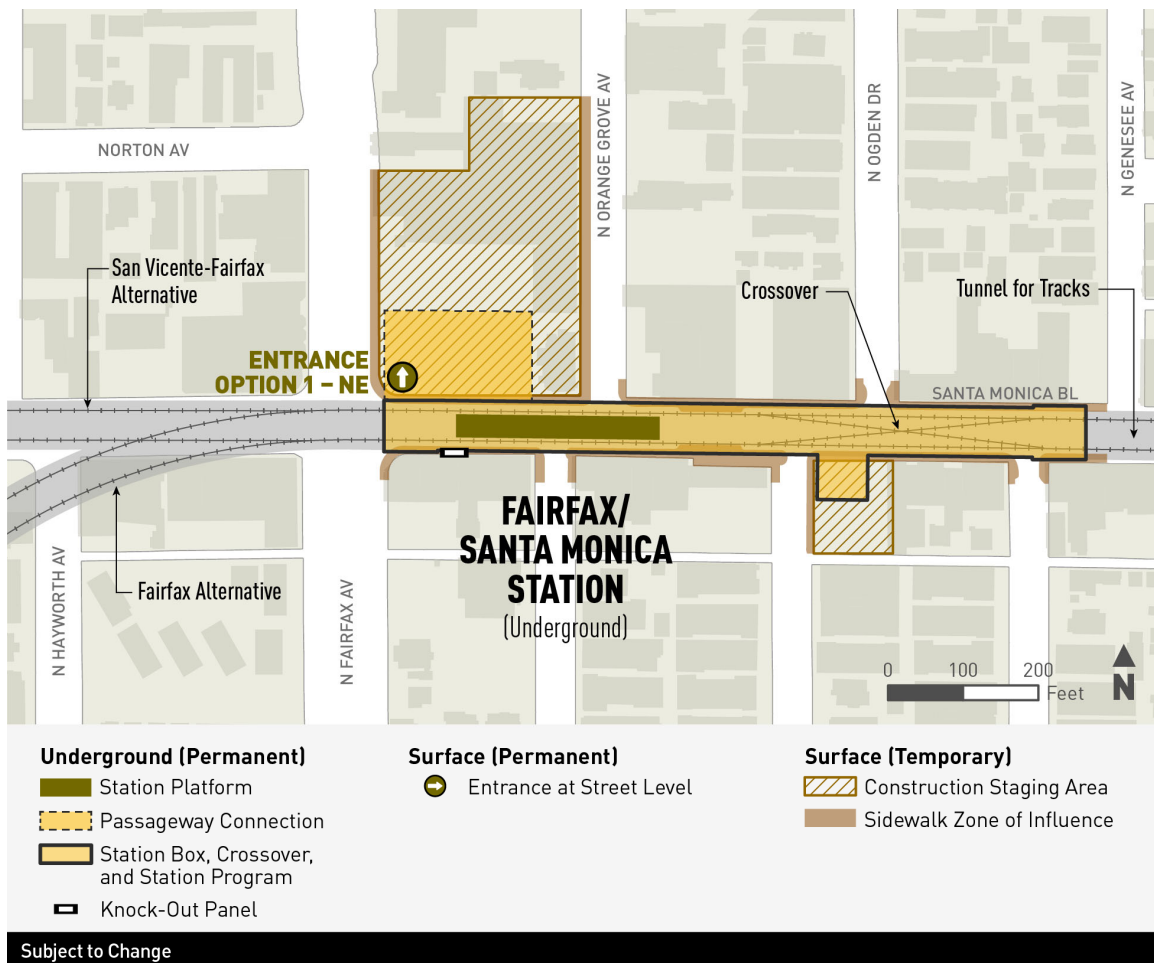 NORTON AV
N ORANGE GROVE AV
N OGDEN DR
N GENESEE AV
San Vicente-Fairfax
Alternative
Crossover
Tunnel for Tracks
ENTRANCE
OPTION 1 – NE
SANTA MONICA BL
FAIRFAX/
SANTA MONICA
STATION
(Underground)
Fairfax Alternative
N HAYWORTH AV
N FAIRFAX AV
0 100 200
Feet
N
Underground (Permanent)
Station Platform
Passageway Connection
Station Box, Crossover,
and Station Program
Knock-Out Panel
Surface (Permanent)
Entrance at Street Level
Surface (Temporary)
Construction Staging Area
Sidewalk Zone of Influence
Subject to Change